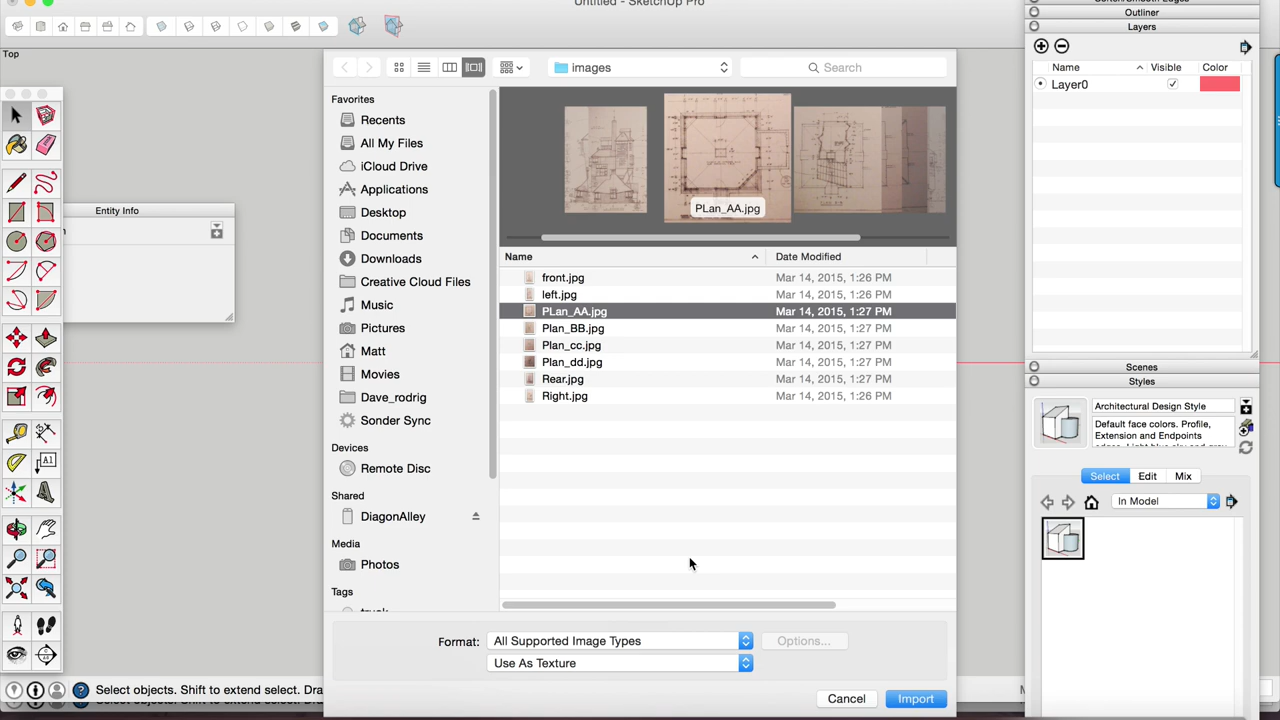 Untitled - SketchUp Pro
Top
Outliner
Layers
Name
Visible
Color
Layer0
images
Search
Favorites
Recents
All My Files
iCloud Drive
Applications
Desktop
Documents
Downloads
Creative Cloud Files
Music
Pictures
Matt
Movies
Dave_rodrig
Sonder Sync
Devices
Remote Disc
Shared
DiagonAlley
Media
Photos
Tags
PLan_AA.jpg
Name Date Modified
front.jpg Mar 14, 2015, 1:26 PM
left.jpg Mar 14, 2015, 1:26 PM
PLan_AA.jpg Mar 14, 2015, 1:27 PM
Plan_BB.jpg Mar 14, 2015, 1:27 PM
Plan_cc.jpg Mar 14, 2015, 1:27 PM
Plan_dd.jpg Mar 14, 2015, 1:27 PM
Rear.jpg Mar 14, 2015, 1:27 PM
Right.jpg Mar 14, 2015, 1:26 PM
Entity Info
A1
Format: All Supported Image Types Options...
Use As Texture
Cancel Import
Scenes
Styles
Architectural Design Style
Default face colors. Profile,
Extension and Endpoints
Select Edit Mix
In Model
Select objects. Shift to extend select. Dra